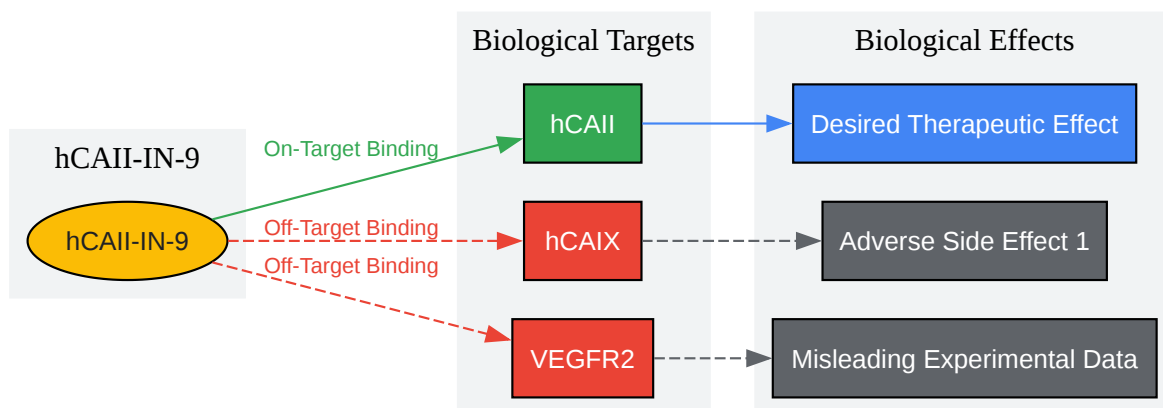 Biological Targets
Biological Effects
hCAII-IN-9
hCAII-IN-9
On-Target Binding
Off-Target Binding
Off-Target Binding
hCAII
hCAIX
VEGFR2
Desired Therapeutic Effect
Adverse Side Effect 1
Misleading Experimental Data